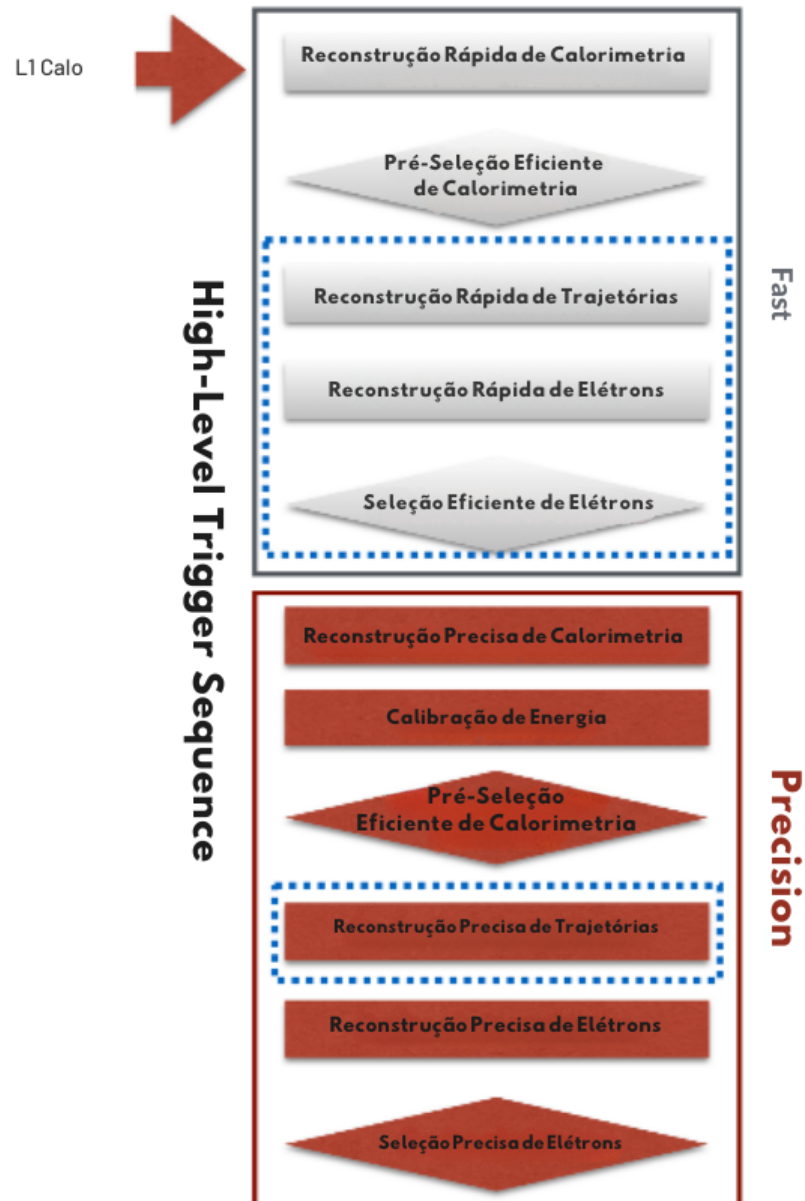 L1 Calo
Reconstrução Rápida de Calorimetria
Pré-Seleção Eficiente
de Calorimetria
Reconstrução Rápida de Trajetórias
Reconstrução Rápida de Elétrons
Seleção Eficiente de Elétrons
Fast
High-Level Trigger Sequence
Reconstrução Precisa de Calorimetria
Calibração de Energia
Pré-Seleção
Eficiente de Calorimetria
Reconstrução Precisa de Trajetórias
Reconstrução Precisa de Elétrons
Seleção Precisa de Elétrons
Precision